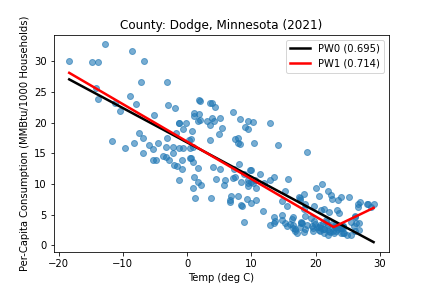 County: Dodge, Minnesota (2021)
PW0 (0.695)
PW1 (0.714)
Per-Capita Consumption (MMBtu/1000 Households)
30
25
20
15
10
5
0
−20 −10 0 10 20 30
Temp (deg C)